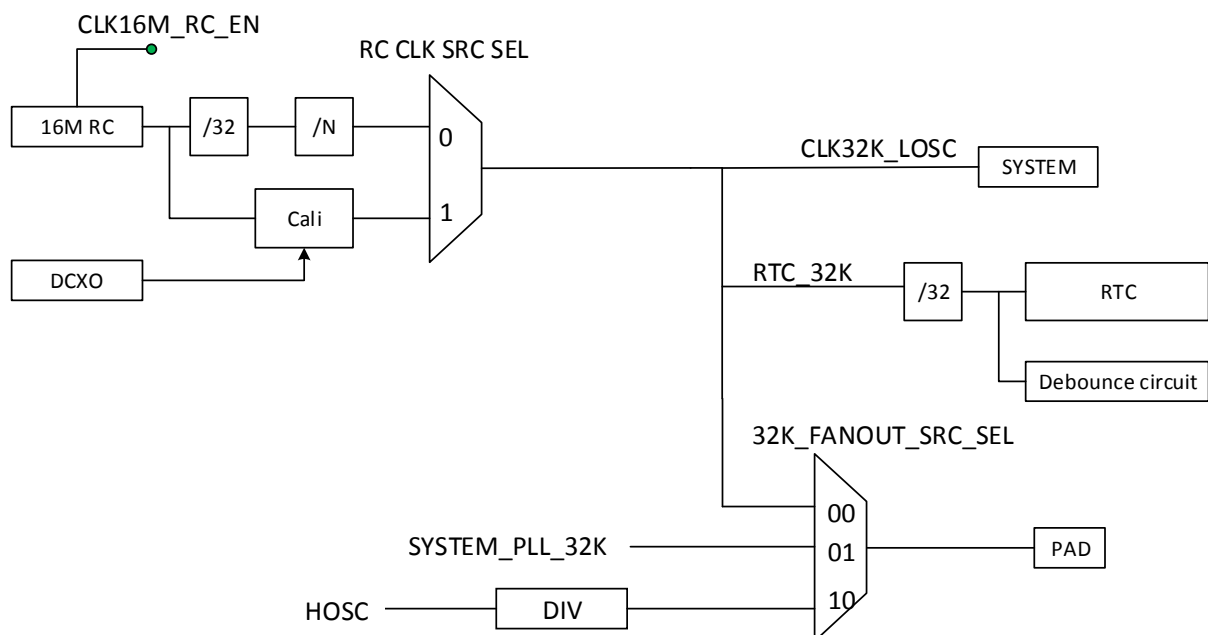 CLK16M_RC_EN
RC CLK SRC SEL
16M RC
/32
/N
0
CLK32K_LOSC
SYSTEM
Cali
1
DCXO
RTC_32K
/32
RTC
Debounce circuit
32K_FANOUT_SRC_SEL
00
SYSTEM_PLL_32K
01
PAD
HOSC
DIV
10